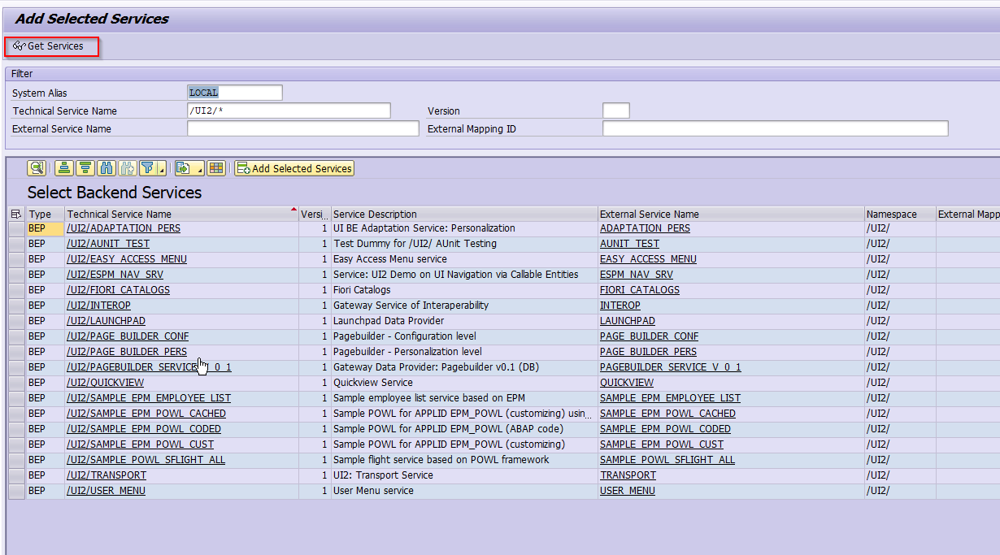 Add Selected Services
Get Services
Filter
System Alias LOCAL
Technical Service Name /UI2/* Version
External Service Name External Mapping ID
Add Selected Services
Select Backend Services
Type Technical Service Name Versi.. Service Description External Service Name Namespace External Mapp
BEP /UI2/ADAPTATION_PERS 1 UI BE Adaptation Service: Personalization ADAPTATION_PERS /UI2/
BEP /UI2/AUNIT_TEST 1 Test Dummy for /UI2/ AUnit Testing AUNIT_TEST /UI2/
BEP /UI2/EASY_ACCESS_MENU 1 Easy Access Menu service EASY_ACCESS_MENU /UI2/
BEP /UI2/ESPM_NAV_SRV 1 Service: UI2 Demo on UI Navigation via Callable Entities ESPM_NAV_SRV /UI2/
BEP /UI2/FIORI_CATALOGS 1 Fiori Catalogs FIORI_CATALOGS /UI2/
BEP /UI2/INTEROP 1 Gateway Service of Interaperability INTEROP /UI2/
BEP /UI2/LAUNCHPAD 1 Launchpad Data Provider LAUNCHPAD /UI2/
BEP /UI2/PAGE_BUILDER_CONF 1 Pagebuilder - Configuration level PAGE_BUILDER_CONF /UI2/
BEP /UI2/PAGE_BUILDER_PERS 1 Pagebuilder - Personalization level PAGE_BUILDER_PERS /UI2/
BEP /UI2/PAGEBUILDER_SERVICE_V_0_1 1 Gateway Data Provider: Pagebuilder v0.1 (DB) PAGEBUILDER_SERVICE_V_0_1 /UI2/
BEP /UI2/QUICKVIEW 1 Quickview Service QUICKVIEW /UI2/
BEP /UI2/SAMPLE_EPM_EMPLOYEE_LIST 1 Sample employee list service based on EPM SAMPLE_EPM_EMPLOYEE_LIST /UI2/
BEP /UI2/SAMPLE_EPM_POWL_CACHED 1 Sample POWL for APPLID EPM_POWL (customizing) usin... SAMPLE_EPM_POWL_CACHED /UI2/
BEP /UI2/SAMPLE_EPM_POWL_CODED 1 Sample POWL for APPLID EPM_POWL (ABAP code) SAMPLE_EPM_POWL_CODED /UI2/
BEP /UI2/SAMPLE_EPM_POWL_CUST 1 Sample POWL for APPLID EPM_POWL (customizing) SAMPLE_EPM_POWL_CUST /UI2/
BEP /UI2/SAMPLE_POWL_SFLIGHT_ALL 1 Sample flight service based on POWL framework SAMPLE_POWL_SFLIGHT_ALL /UI2/
BEP /UI2/TRANSPORT 1 UI2: Transport Service TRANSPORT /UI2/
BEP /UI2/USER_MENU 1 User Menu service USER_MENU /UI2/